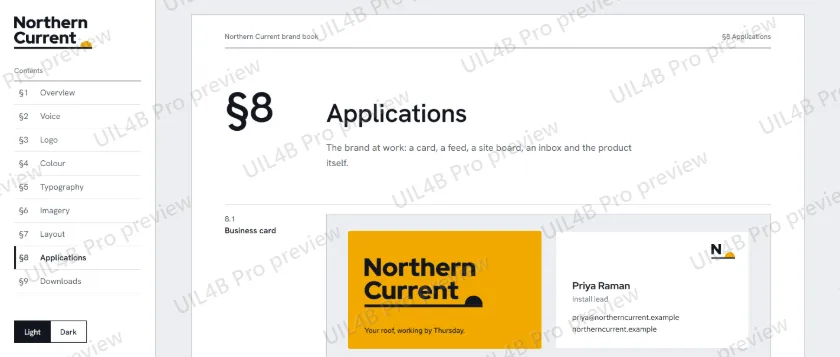 Northern
Current
Contents
§1 Overview
§2 Voice
§3 Logo
§4 Colour
§5 Typography
§6 Imagery
§7 Layout
§8 Applications
§9 Downloads
Light Dark
Northern Current brand book
§8 Applications
§8
Applications
The brand at work: a card, a feed, a site board, an inbox and the product
itself.
8.1
Business card
Northern
Current
Your roof, working by Thursday.
N
Priya Raman
Install lead
priya@northerncurrent.example
northerncurrent.example
UIL4B Pro preview